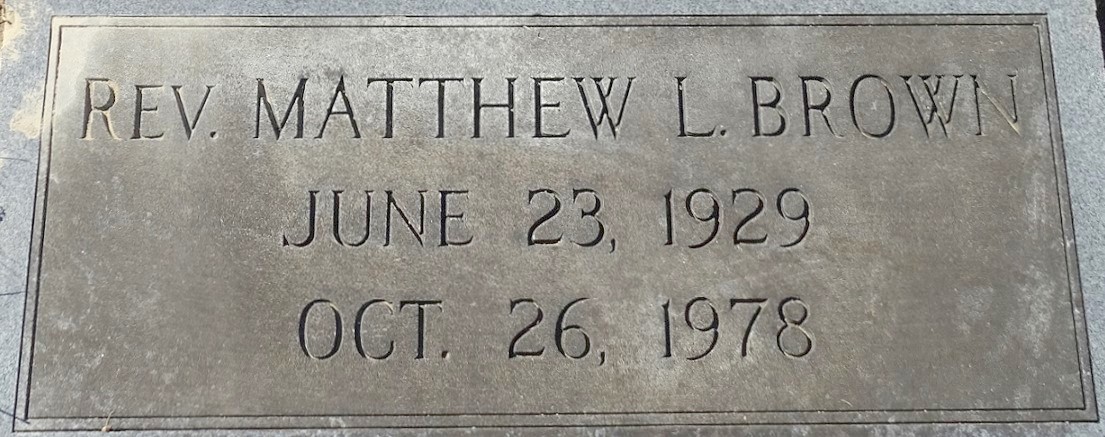 REV. MATTHEW L. BROWN
JUNE 23, 1929
OCT. 26, 1978